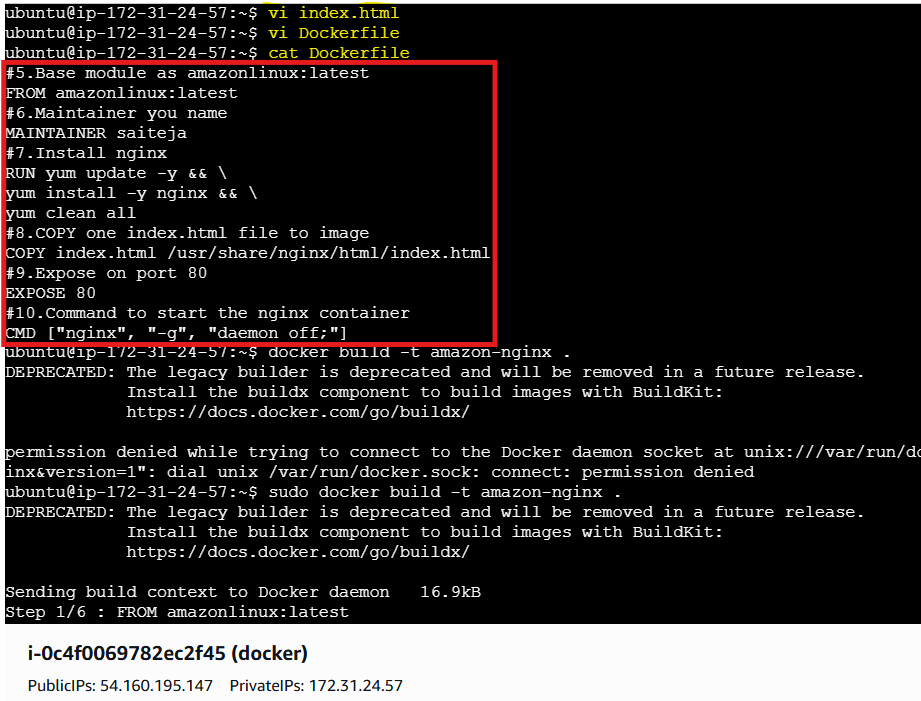 ubuntu@ip-172-31-24-57:~$ vi index.html
ubuntu@ip-172-31-24-57:~$ vi Dockerfile
ubuntu@ip-172-31-24-57:~$ cat Dockerfile
#5.Base module as amazonlinux:latest
FROM amazonlinux:latest
#6.Maintainer you name
MAINTAINER saiteja
#7.Install nginx
RUN yum update -y && \
yum install -y nginx && \
yum clean all
#8.COPY one index.html file to image
COPY index.html /usr/share/nginx/html/index.html
#9.Expose on port 80
EXPOSE 80
#10.Command to start the nginx container
CMD ["nginx", "-g", "daemon off;"]
ubuntu@ip-172-31-24-57:~$ docker build -t amazon-nginx .
DEPRECATED: The legacy builder is deprecated and will be removed in a future release.
            Install the buildx component to build images with BuildKit:
            https://docs.docker.com/go/buildx/
permission denied while trying to connect to the Docker daemon socket at unix:///var/run/do
inx&version=1": dial unix /var/run/docker.sock: connect: permission denied
ubuntu@ip-172-31-24-57:~$ sudo docker build -t amazon-nginx .
DEPRECATED: The legacy builder is deprecated and will be removed in a future release.
            Install the buildx component to build images with BuildKit:
            https://docs.docker.com/go/buildx/
Sending build context to Docker daemon   16.9kB
Step 1/6 : FROM amazonlinux:latest
i-0c4f0069782ec2f45 (docker)
PublicIPs: 54.160.195.147   PrivateIPs: 172.31.24.57